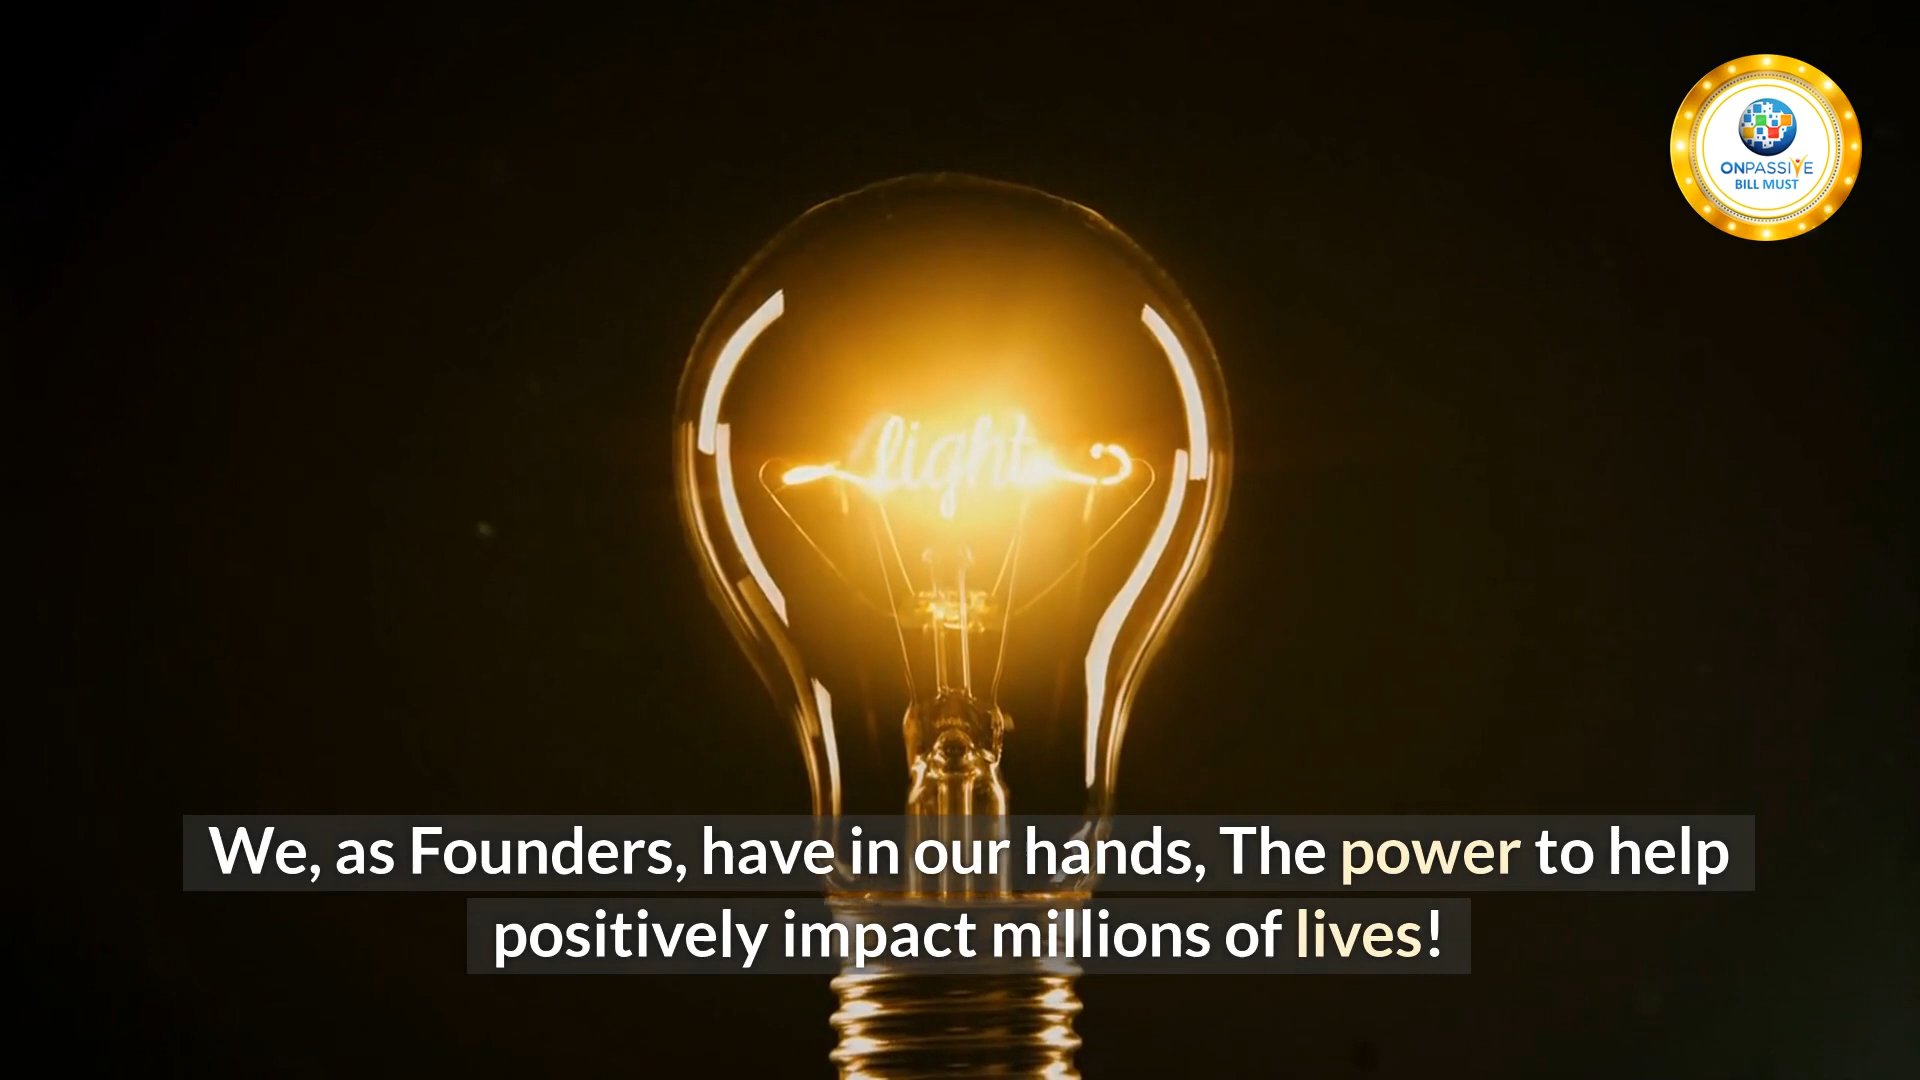 ONPASSIVE
BILL MUST
light
We, as Founders, have in our hands, The power to help
positively impact millions of lives!